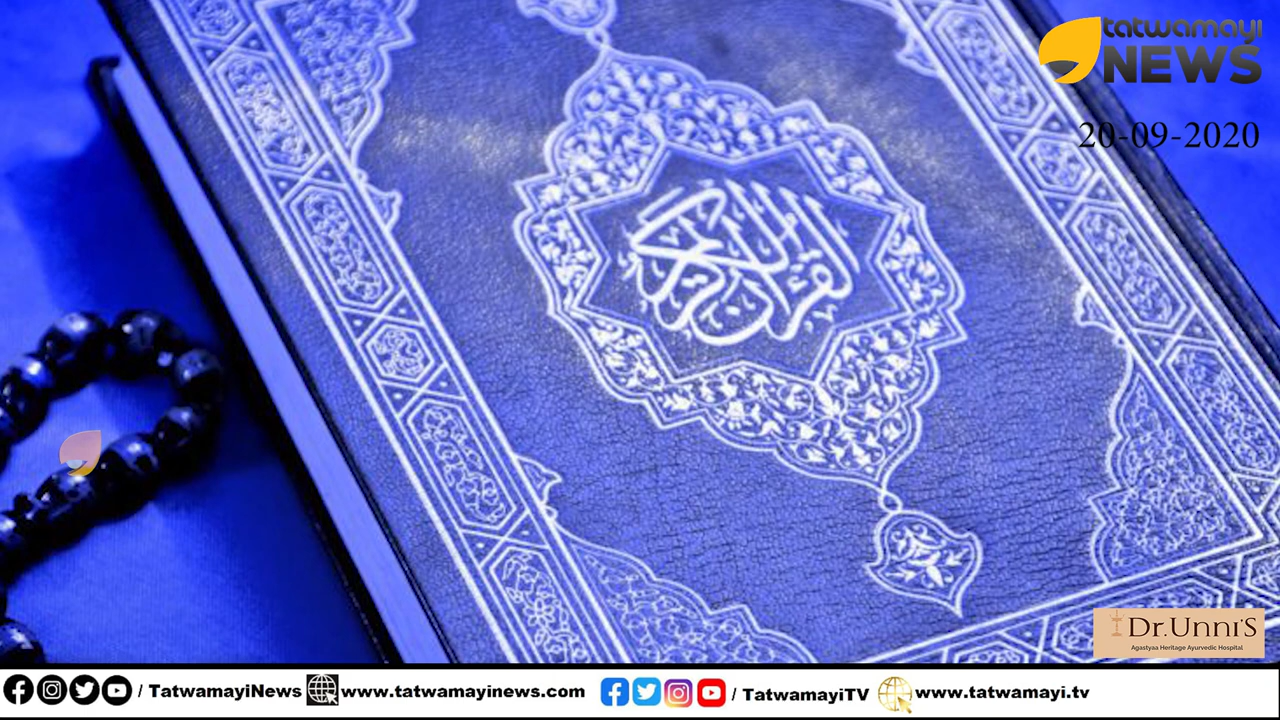 tatwamayi
NEWS
20-09-2020
القرآن الكريم
Dr.Unni'S
Agastyaa Heritage Ayurvedic Hospital
/ TatwamayiNews www.tatwamayinews.com / TatwamayiTV www.tatwamayi.tv